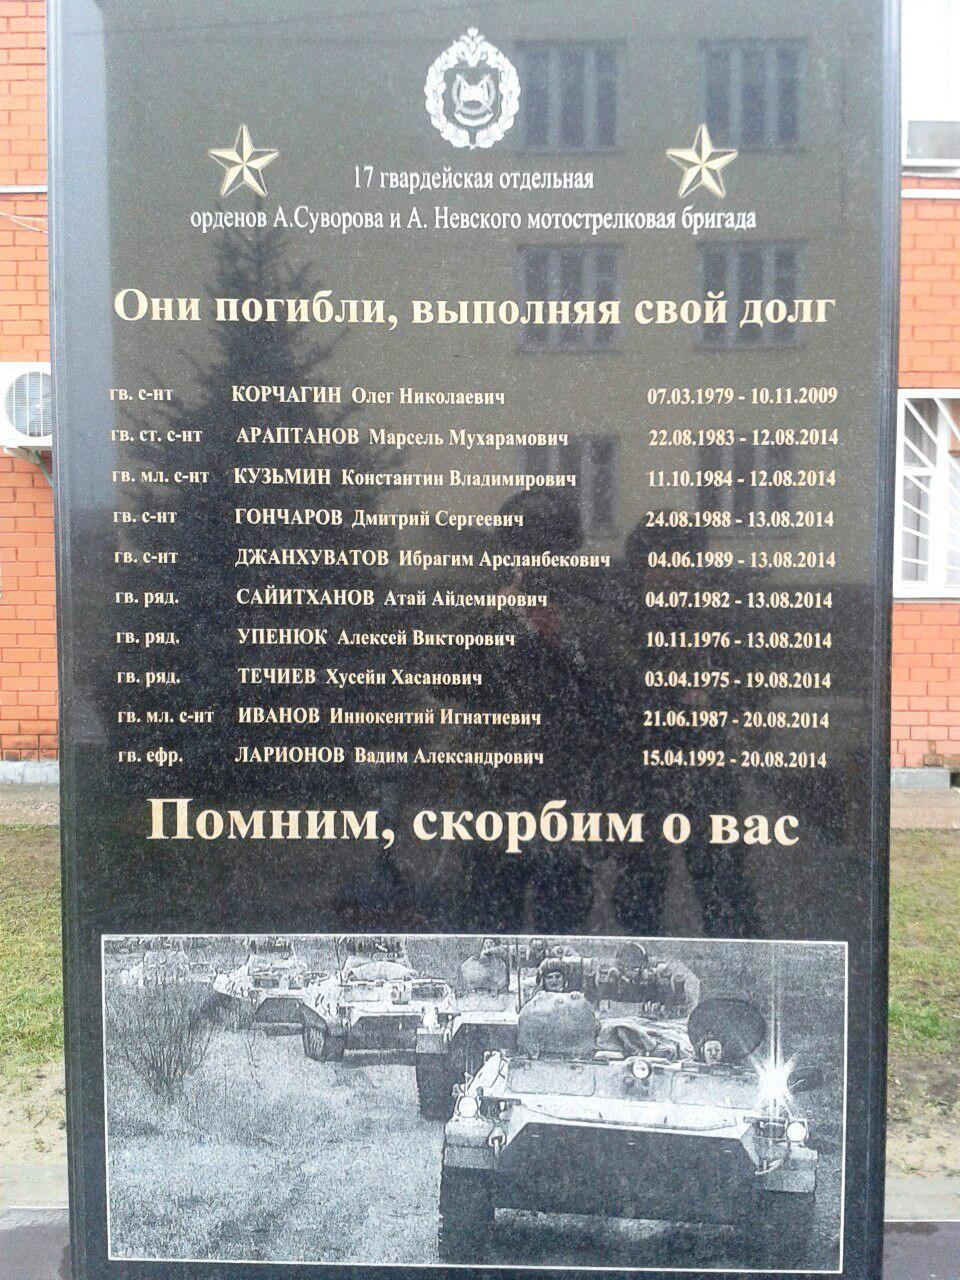 17 гвардейская отдельная
орденов А.Суворова и А. Невского мотострелковая бригада
Они погибли, выполняя свой долг
гв. с-нт КОРЧАГИН Олег Николаевич 07.03.1979 - 10.11.2009
гв. ст. с-нт АРАПТАНОВ Марсель Мухарамович 22.08.1983 - 12.08.2014
гв. мл. с-нт КУЗЬМИН Константин Владимирович 11.10.1984 - 12.08.2014
гв. с-нт ГОНЧАРОВ Дмитрий Сергеевич 24.08.1988 - 13.08.2014
гв. с-нт ДЖАНХУВАТОВ Ибрагим Арсланбекович 04.06.1989 - 13.08.2014
гв. ряд. САЙИТХАНОВ Атай Айдемирович 04.07.1982 - 13.08.2014
гв. ряд. УПЕНЮК Алексей Викторович 10.11.1976 - 13.08.2014
гв. ряд. ТЕЧИЕВ Хусейн Хасанович 03.04.1975 - 19.08.2014
гв. мл. с-нт ИВАНОВ Иннокентий Игнатиевич 21.06.1987 - 20.08.2014
гв. ефр. ЛАРИОНОВ Вадим Александрович 15.04.1992 - 20.08.2014
Помним, скорбим о вас